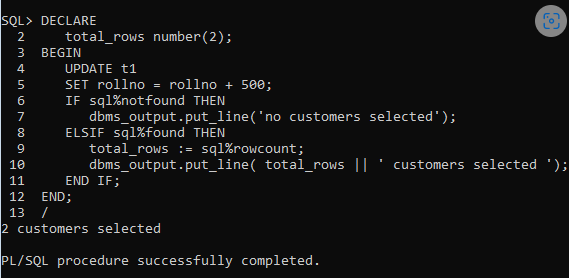 SQL> DECLARE
  2     total_rows number(2);
  3  BEGIN
  4     UPDATE t1
  5     SET rollno = rollno + 500;
  6     IF sql%notfound THEN
  7        dbms_output.put_line('no customers selected');
  8     ELSIF sql%found THEN
  9        total_rows := sql%rowcount;
 10        dbms_output.put_line( total_rows || ' customers selected ');
 11     END IF;
 12  END;
 13  /
2 customers selected
PL/SQL procedure successfully completed.